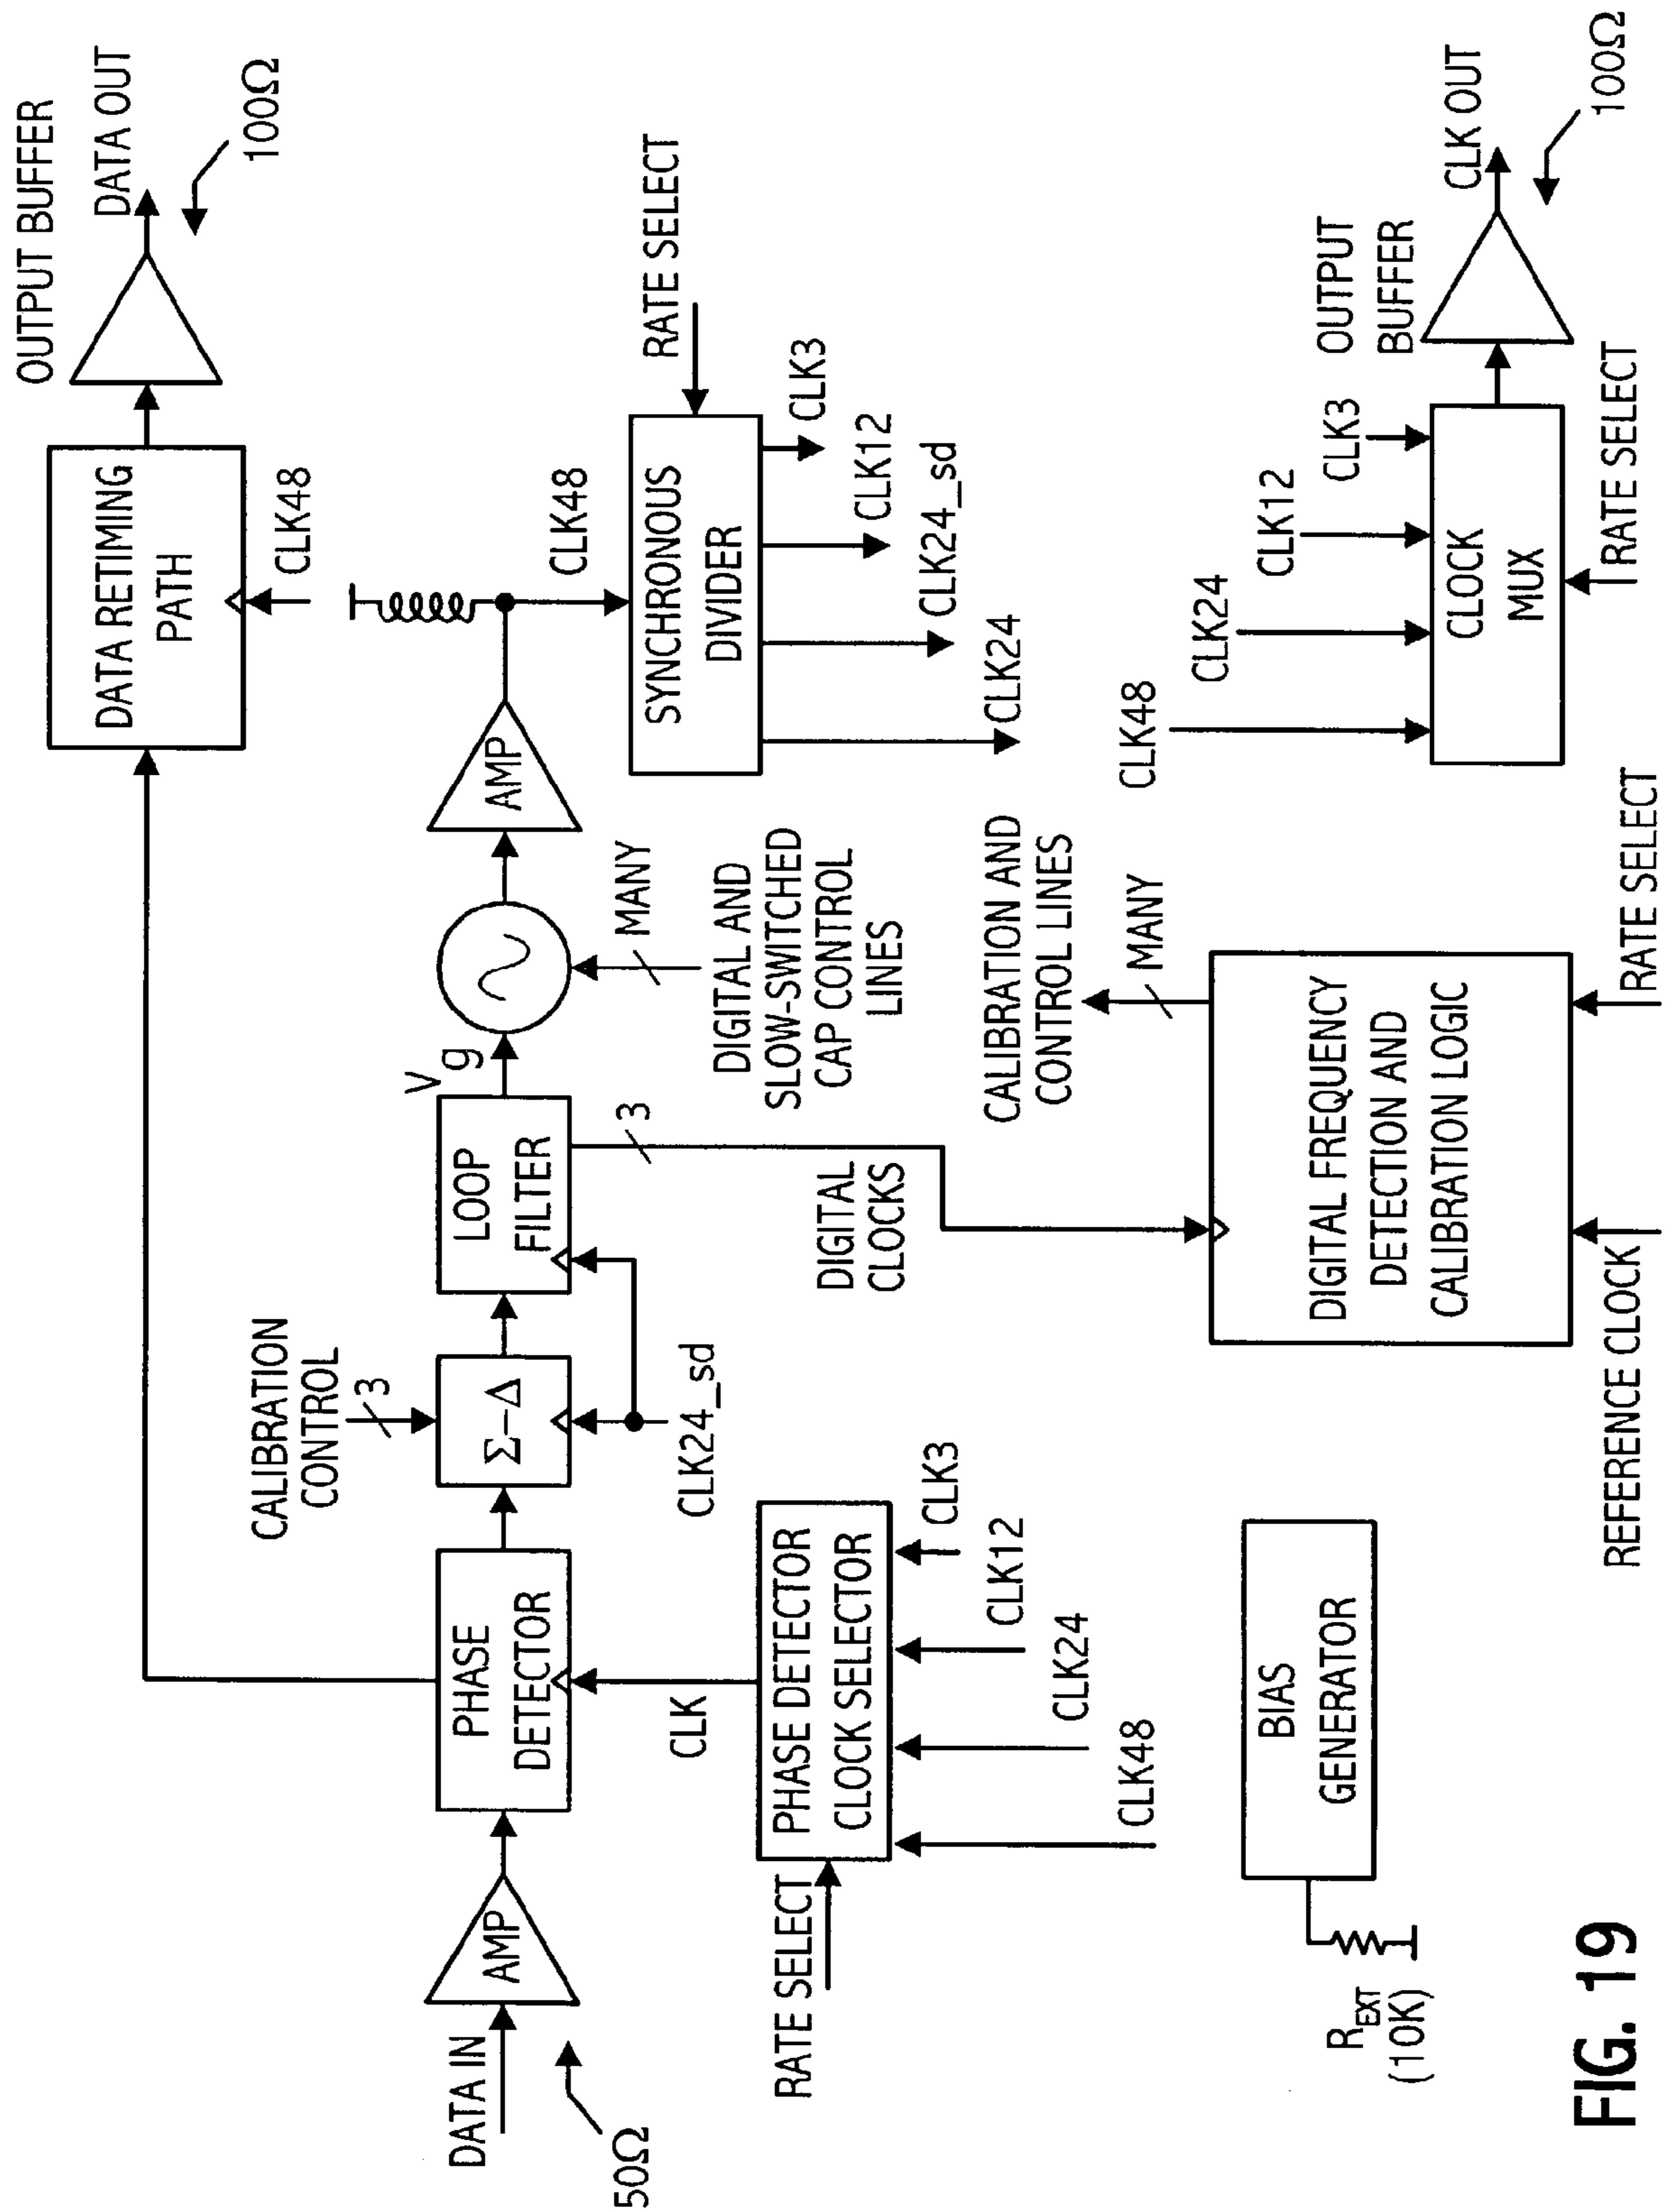 OUTPUT BUFFER
DATA OUT
100Ω
DATA RETIMING
PATH
CLK48
CALIBRATION
CONTROL
3
DATA IN
50Ω
AMP
PHASE
DETECTOR
Σ–Δ
LOOP
FILTER
Vg
AMP
CLK24_sd
3
DIGITAL
CLOCKS
MANY
DIGITAL AND
SLOW-SWITCHED
CAP CONTROL
LINES
CLK48
RATE SELECT
SYNCHRONOUS
DIVIDER
CLK24
CLK24_sd
CLK12
CLK3
CLK
RATE SELECT
PHASE DETECTOR
CLOCK SELECTOR
CLK48
CLK24
CLK12
CLK3
CALIBRATION AND
CONTROL LINES
MANY
DIGITAL FREQUENCY
DETECTION AND
CALIBRATION LOGIC
REFERENCE CLOCK
RATE SELECT
CLK48
CLK24
CLK12
CLK3
CLOCK
MUX
RATE SELECT
OUTPUT
BUFFER
CLK OUT
100Ω
BIAS
GENERATOR
REXT
(10K)
FIG. 19